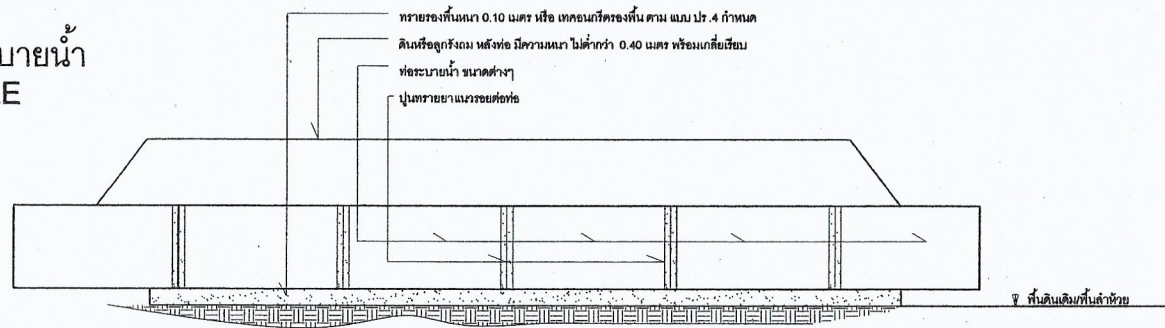 ทรายรองพื้นหนา 0.10 เมตร หรือ เทคอนกรีตรองพื้น ตาม แบบ ปร.4 กำหนด
บายน้ำ
ดินหรือลูกรังถม หลังท่อ มีความหนา ไม่ต่ำกว่า 0.40 เมตร พร้อมเกลี่ยเรียบ
E
ท่อระบายน้ำ ขนาดต่างๆ
ปูนทรายยาแนวรอยต่อท่อ
พื้นดินเดิม/พื้นลำห้วย